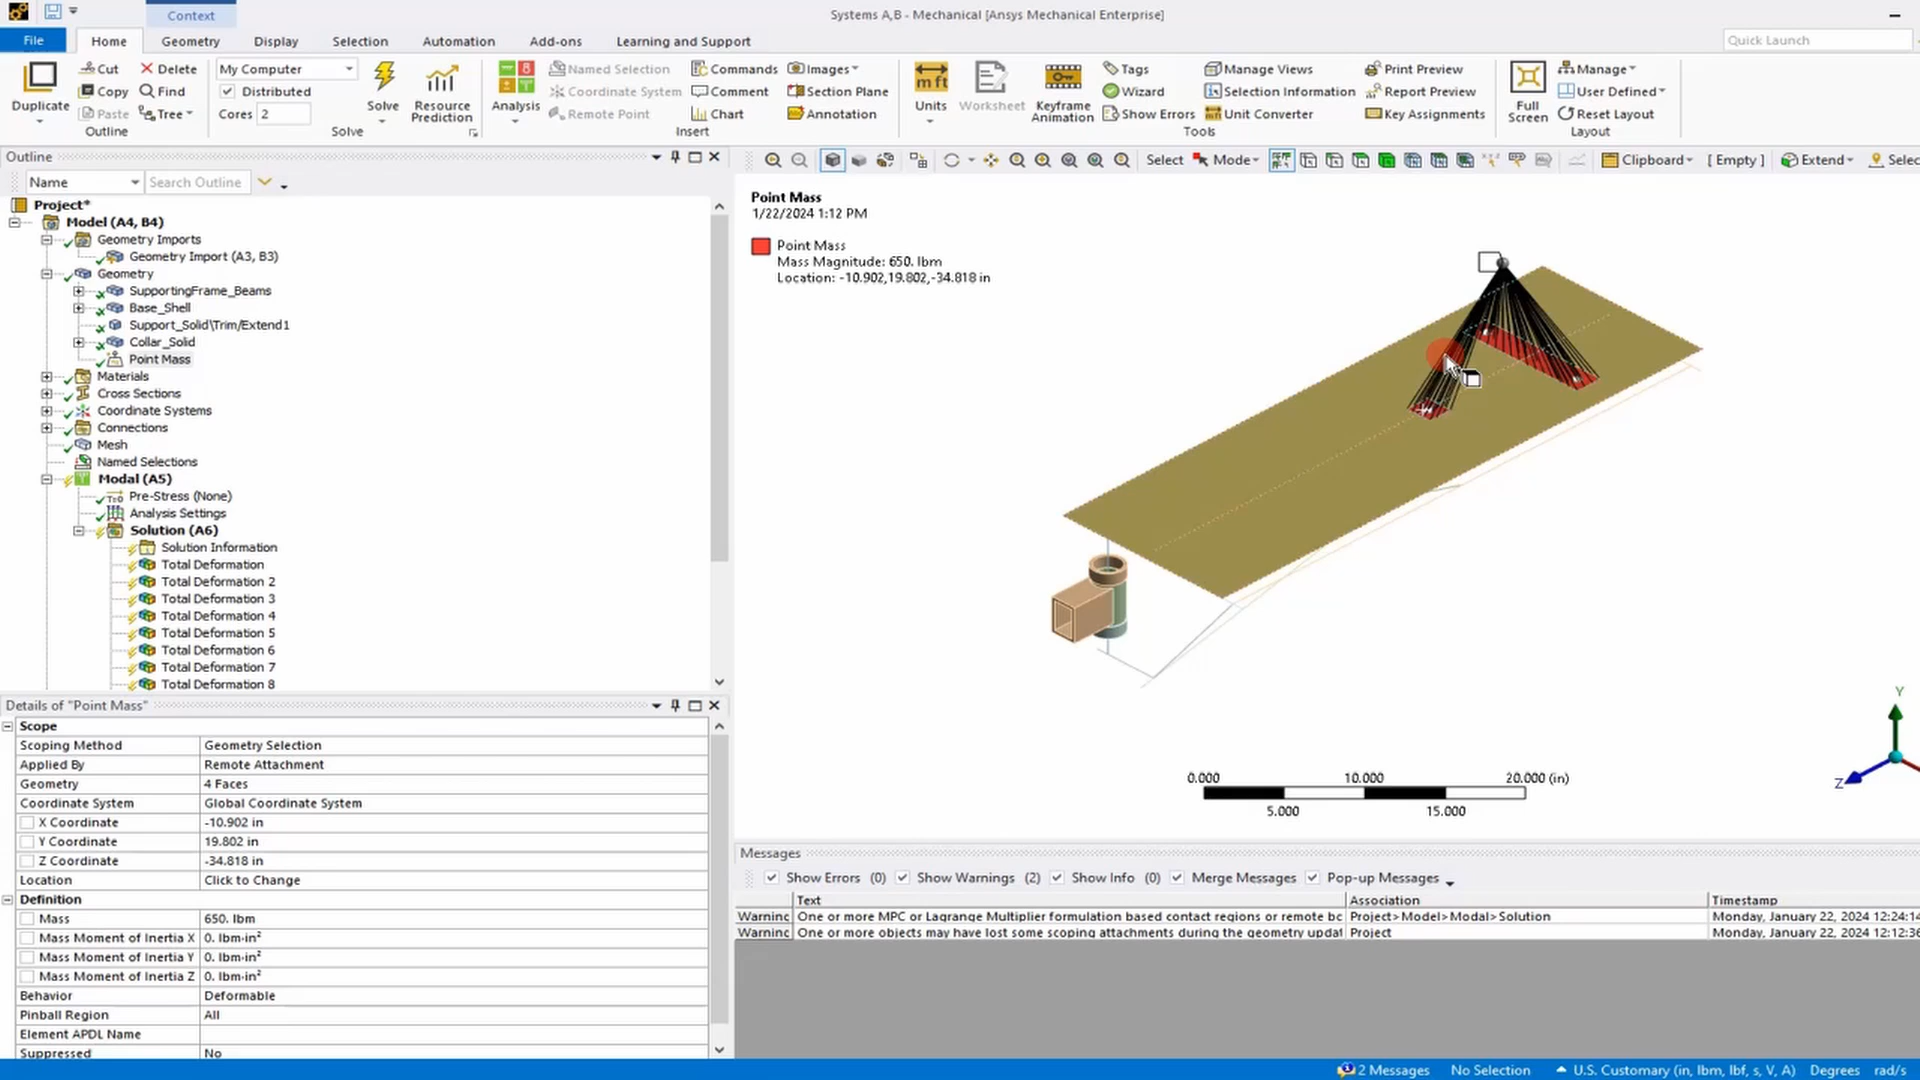 Context
Systems A,B - Mechanical [Ansys Mechanical Enterprise]
File
Home
Geometry
Display
Selection
Automation
Add-ons
Learning and Support
Quick Launch
Duplicate
Cut
Delete
Copy
Find
Paste
Tree
Outline
My Computer
Distributed
Cores 2
Solve
Resource
Prediction
Solve
Analysis
Named Selection
Coordinate System
Remote Point
Commands
Comment
Chart
Images
Section Plane
Annotation
Insert
Units
Worksheet
Keyframe
Animation
Tags
Wizard
Show Errors
Manage Views
Selection Information
Unit Converter
Print Preview
Report Preview
Key Assignments
Tools
Full
Screen
Manage
User Defined
Reset Layout
Layout
Outline
Name
Search Outline
Select
Mode
Clipboard
[ Empty ]
Extend
Selec
Project*
Model (A4, B4)
Geometry Imports
Geometry Import (A3, B3)
Geometry
SupportingFrame_Beams
Base_Shell
Support_Solid\Trim/Extend1
Collar_Solid
Point Mass
Materials
Cross Sections
Coordinate Systems
Connections
Mesh
Named Selections
Modal (A5)
Pre-Stress (None)
Analysis Settings
Solution (A6)
Solution Information
Total Deformation
Total Deformation 2
Total Deformation 3
Total Deformation 4
Total Deformation 5
Total Deformation 6
Total Deformation 7
Total Deformation 8
Point Mass
1/22/2024 1:12 PM
Point Mass
Mass Magnitude: 650. lbm
Location: -10.902,19.802,-34.818 in
0.000
10.000
20.000 (in)
5.000
15.000
Y
Z
Details of "Point Mass"
Scope
Scoping Method
Geometry Selection
Applied By
Remote Attachment
Geometry
4 Faces
Coordinate System
Global Coordinate System
X Coordinate
-10.902 in
Y Coordinate
19.802 in
Z Coordinate
-34.818 in
Location
Click to Change
Definition
Mass
650. lbm
Mass Moment of Inertia X
0. lbm·in²
Mass Moment of Inertia Y
0. lbm·in²
Mass Moment of Inertia Z
0. lbm·in²
Behavior
Deformable
Pinball Region
All
Element APDL Name
Suppressed
No
Messages
Show Errors (0)
Show Warnings (2)
Show Info (0)
Merge Messages
Pop-up Messages
Text
Association
Timestamp
Warninc
One or more MPC or Lagrange Multiplier formulation based contact regions or remote bc
Project>Model>Modal>Solution
Monday, January 22, 2024 12:24:14
Warninc
One or more objects may have lost some scoping attachments during the geometry updat
Project
Monday, January 22, 2024 12:12:36
2 Messages
No Selection
U.S. Customary (in, lbm, lbf, s, V, A)
Degrees
rad/s